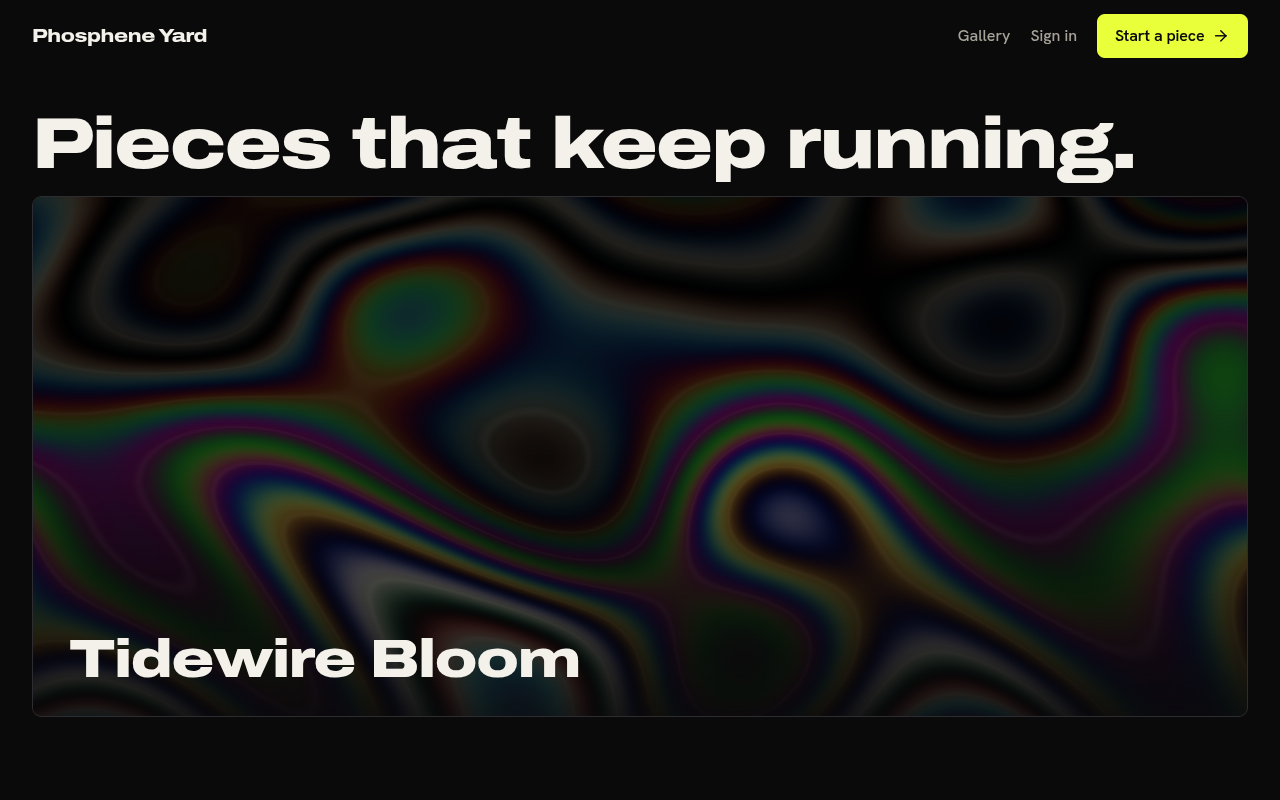 Phosphene Yard
Gallery
Sign in
Start a piece →
Pieces that keep running.
Tidewire Bloom